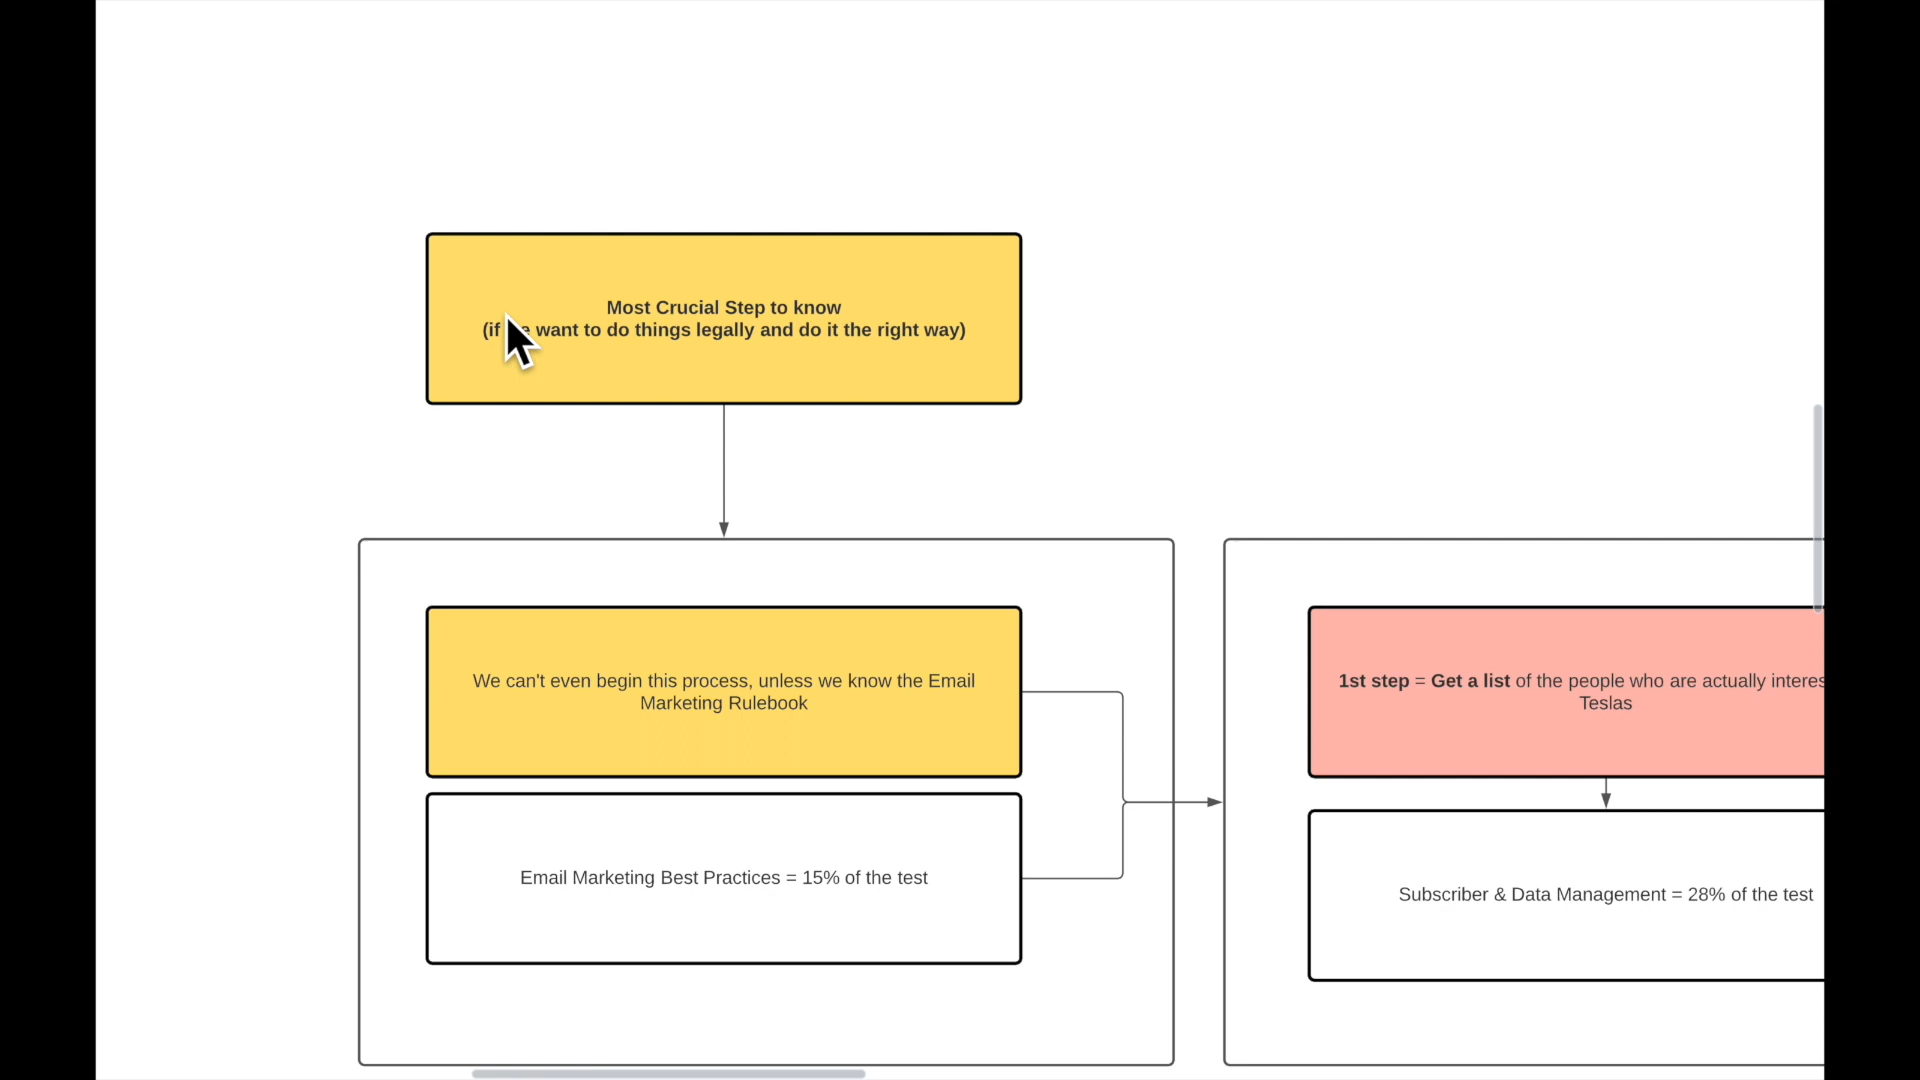 Most Crucial Step to know
(if want to do things legally and do it the right way)
We can't even begin this process, unless we know the Email
Marketing Rulebook
Email Marketing Best Practices = 15% of the test
1st step = Get a list of the people who are actually
Teslas
Subscriber & Data Management = 28% of the test